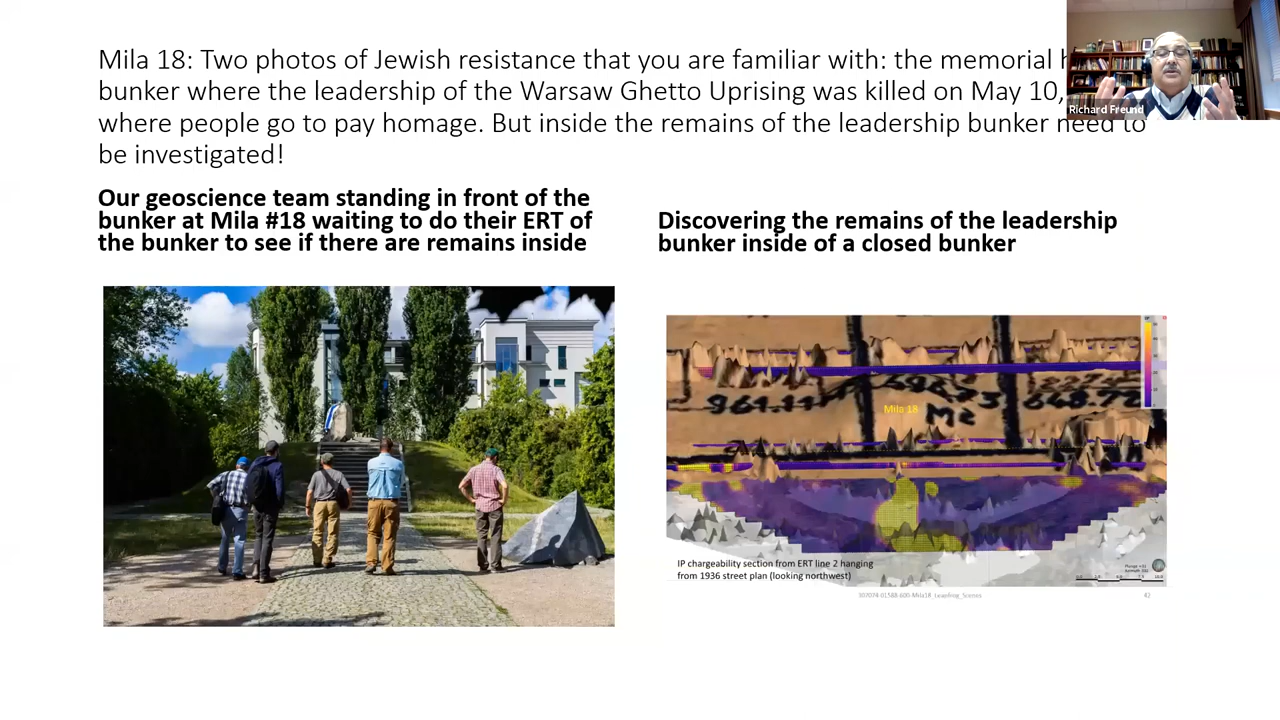 Mila 18: Two photos of Jewish resistance that you are familiar with: the memorial
bunker where the leadership of the Warsaw Ghetto Uprising was killed on May 10,
where people go to pay homage. But inside the remains of the leadership bunker need to
be investigated!
Richard Freund
Our geoscience team standing in front of the
bunker at Mila #18 waiting to do their ERT of
the bunker to see if there are remains inside
Discovering the remains of the leadership
bunker inside of a closed bunker
Mila 18
IP chargeability section from ERT line 2 hanging
from 1936 street plan (looking northwest)
42